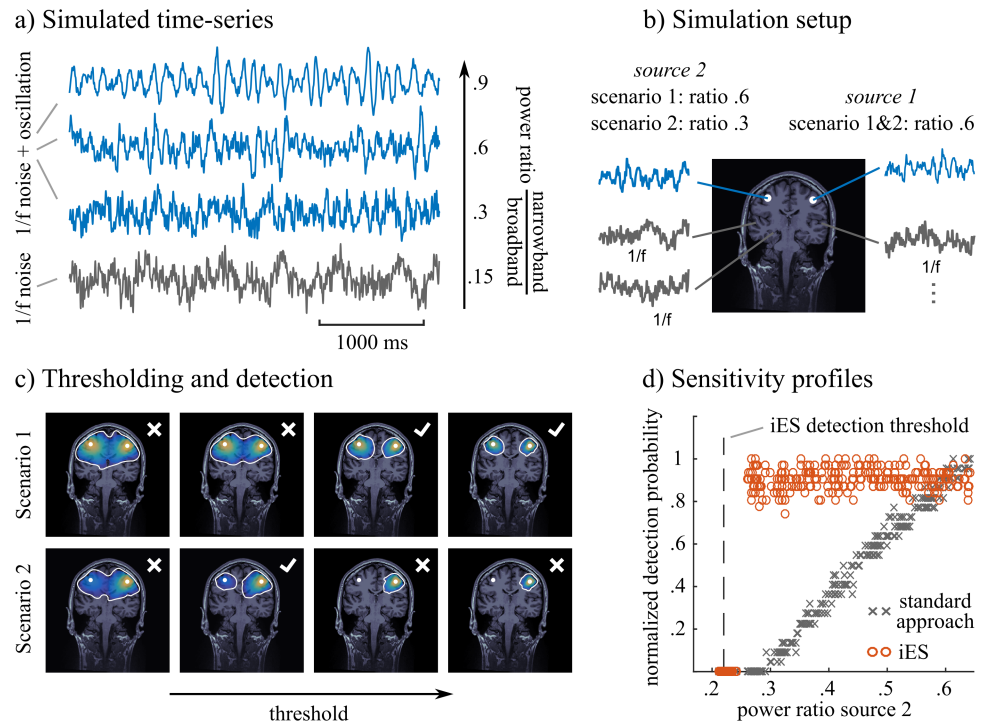 a) Simulated time-series
1/f noise + oscillation
1/f noise
.9
.6
.3
.15
power ratio
narrowband
broadband
1000 ms
b) Simulation setup
source 2
scenario 1: ratio .6
scenario 2: ratio .3
source 1
scenario 1&2: ratio .6
1/f
1/f
1/f
c) Thresholding and detection
Scenario 1
Scenario 2
threshold
d) Sensitivity profiles
iES detection threshold
normalized detection probability
1
.8
.6
.4
.2
standard
approach
iES
.2
.3
.4
.5
.6
power ratio source 2